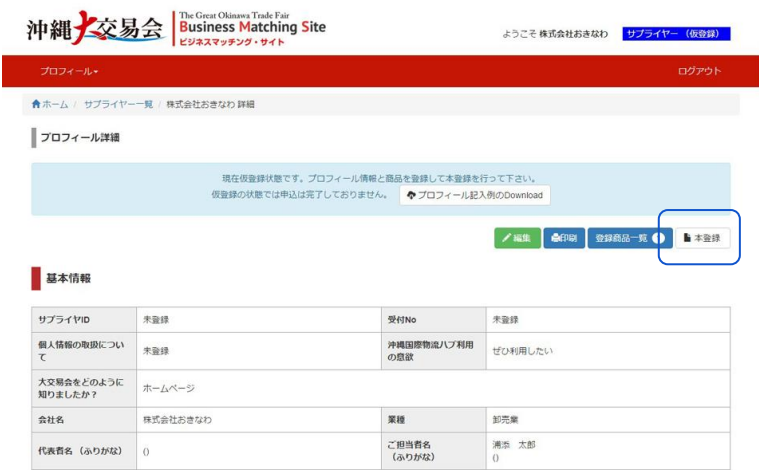 沖縄大交易会
The Great Okinawa Trade Fair
Business Matching Site
ビジネスマッチング・サイト
ようこそ 株式会社おきなわ サプライヤー （仮登録）
プロフィール ログアウト
ホーム / サプライヤー一覧 / 株式会社おきなわ 詳細
プロフィール詳細
現在仮登録状態です。プロフィール情報と商品を登録して本登録を行って下さい。
仮登録の状態では申込は完了しておりません。 プロフィール記入例のDownload
編集 印刷 登録商品一覧 本登録
基本情報
サプライヤID 未登録 受付No 未登録
個人情報の取扱につい
て 未登録 沖縄国際物流ハブ利用
の意欲 ぜひ利用したい
大交易会をどのように
知りましたか？ ホームページ
会社名 株式会社おきなわ 業種 卸売業
代表者名（ふりがな） () ご担当者名
（ふりがな） 浦添 太郎
()